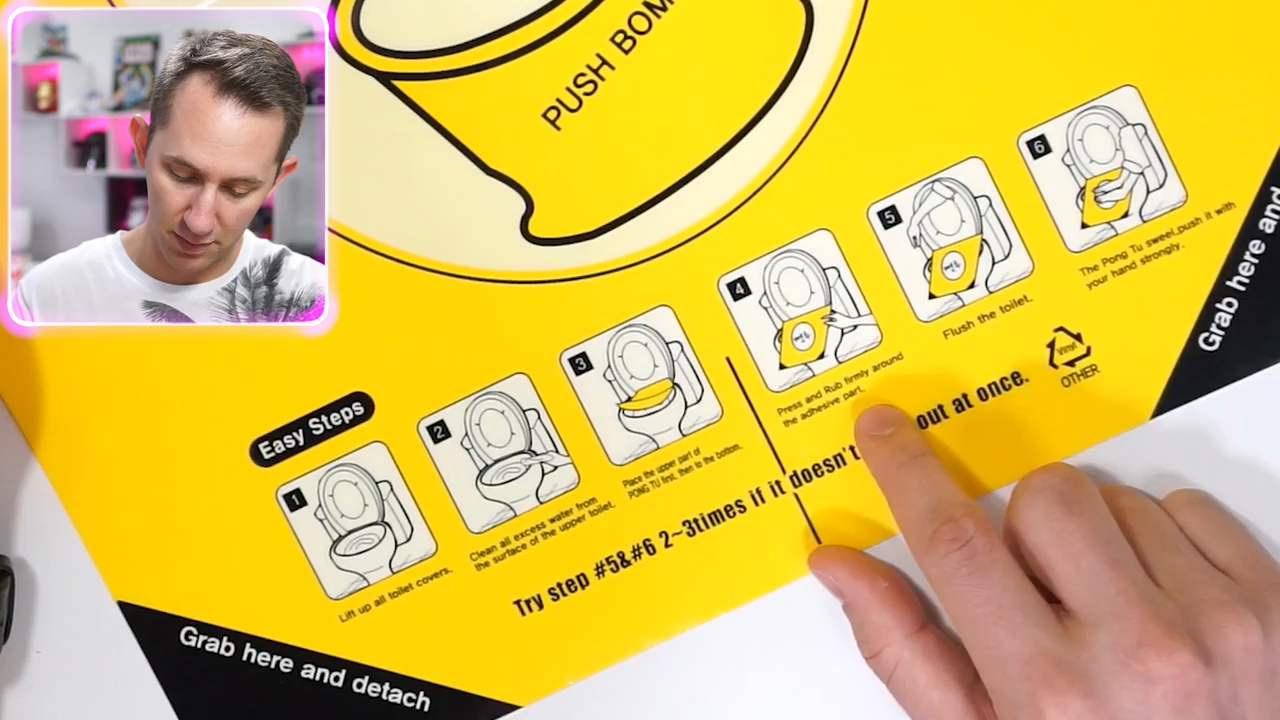 PUSH BOM
Easy Steps
1
Lift up all toilet covers.
2
Clean all excess water from
the surface of the upper toilet.
3
Place the upper part of
PONG TU first, then to the bottom.
4
Press and Rub firmly around
the adhesive part.
5
Flush the toilet.
6
The Pong Tu sweel,push it with
your hand strongly.
Try step #5&#6 2~3times if it doesn't out at once.
Vinyl
OTHER
Grab here and detach
Grab here and